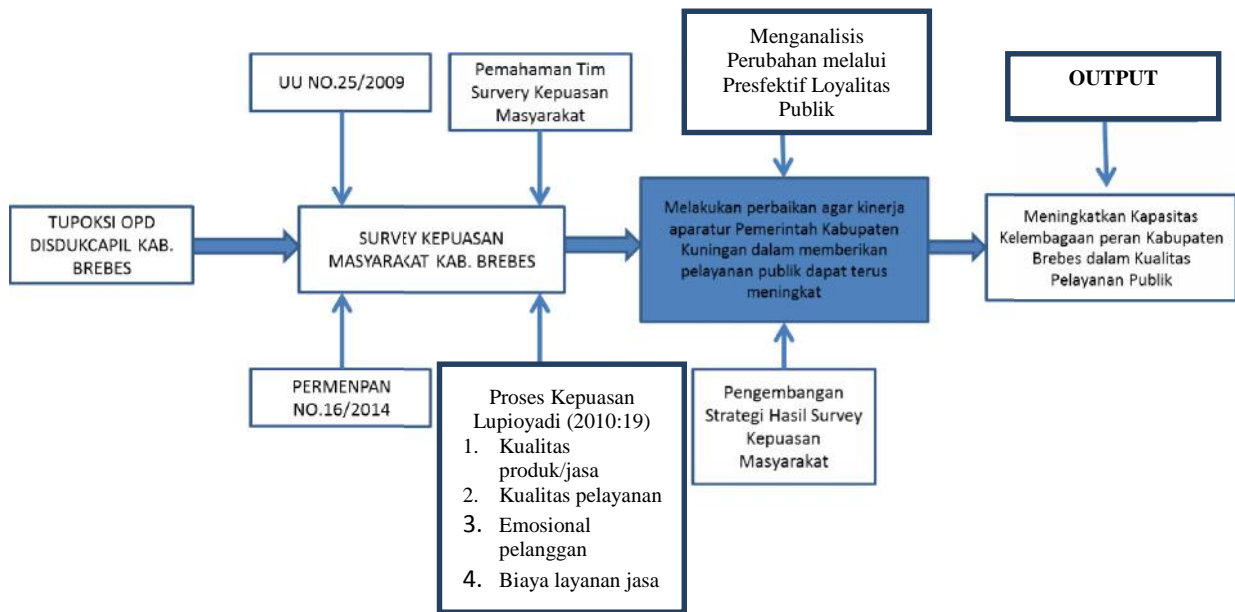 UU NO.25/2009
Pemahaman Tim
Survery Kepuasan
Masyarakat
Menganalisis
Perubahan melalui
Presfektif Loyalitas
Publik
OUTPUT
TUPOKSI OPD
DISDUKCAPIL KAB.
BREBES
SURVEY KEPUASAN
MASYARAKAT KAB. BREBES
Melakukan perbaikan agar kinerja
aparatur Pemerintah Kabupaten
Kuningan dalam memberikan
pelayanan publik dapat terus
meningkat
Meningkatkan Kapasitas
Kelembagaan peran Kabupaten
Brebes dalam Kualitas
Pelayanan Publik
PERMENPAN
NO.16/2014
Proses Kepuasan
Lupioyadi (2010:19)
1. Kualitas
produk/jasa
2. Kualitas pelayanan
3. Emosional
pelanggan
4. Biaya layanan jasa
Pengembangan
Strategi Hasil Survey
Kepuasan
Masyarakat